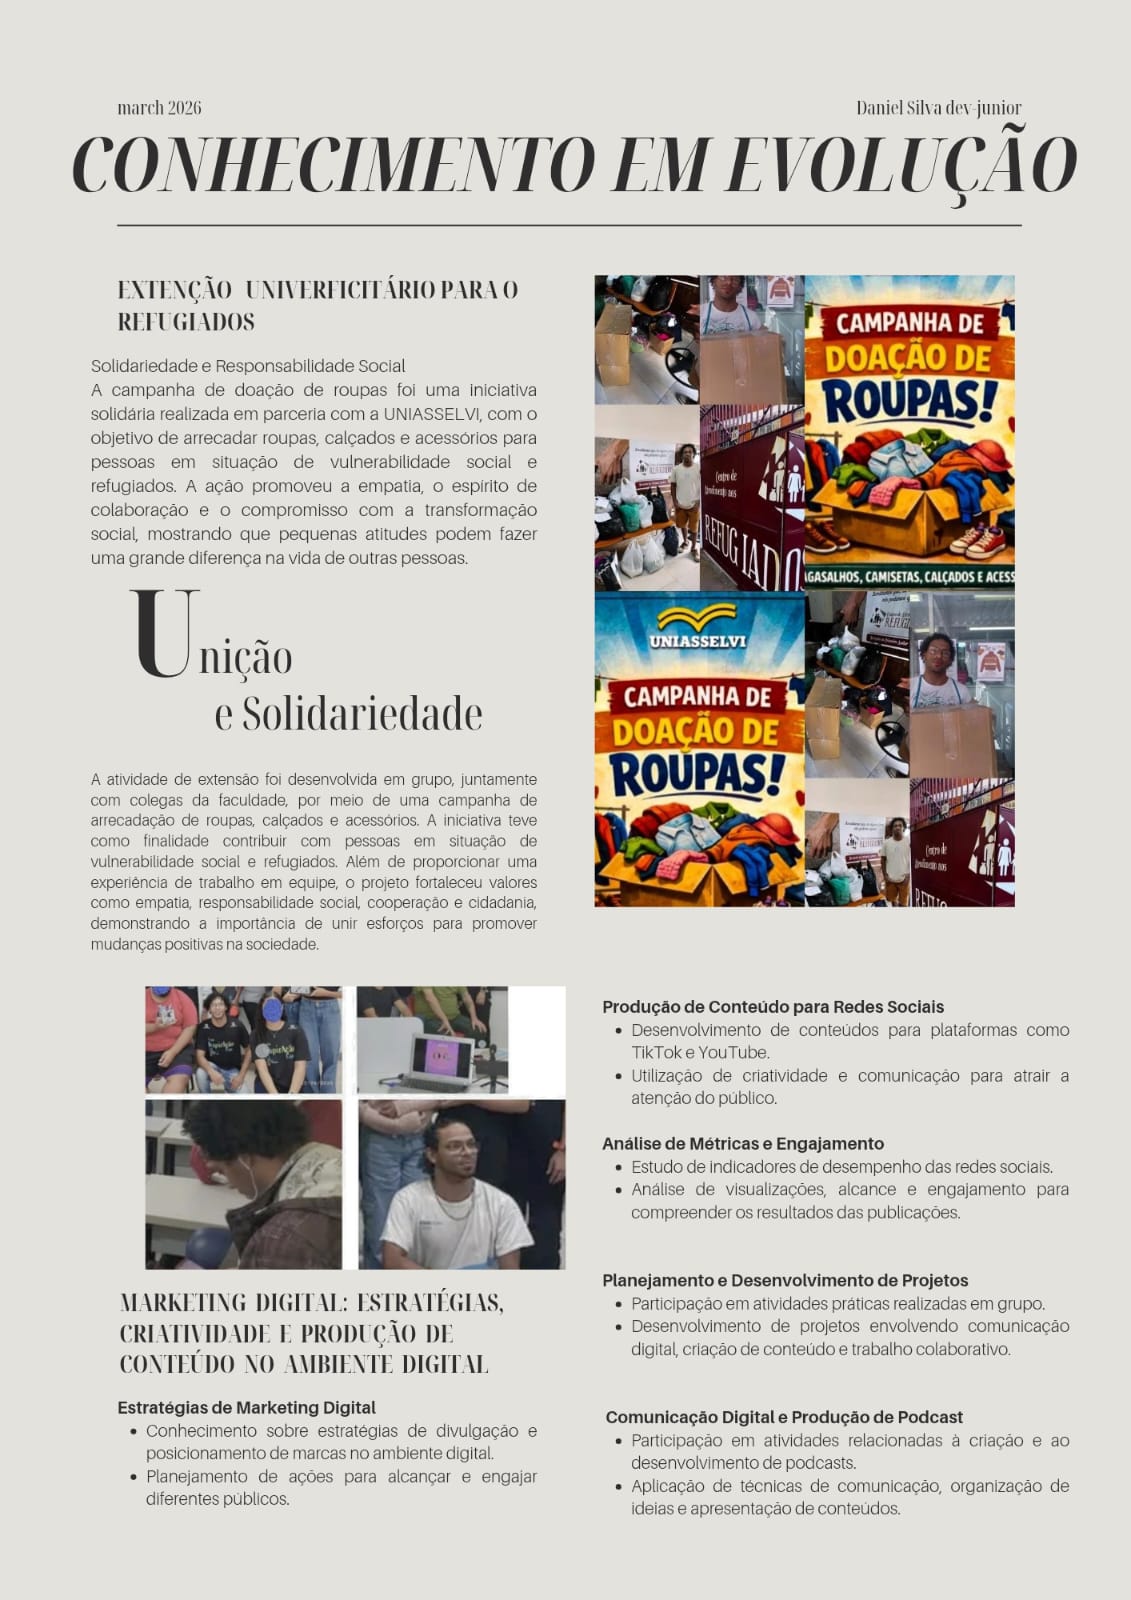 march 2026
Daniel Silva dev-junior
CONHECIMENTO EM EVOLUÇÃO
EXTENÇÃO UNIVERFICITÁRIO PARA O
REFUGIADOS
Solidariedade e Responsabilidade Social
A campanha de doação de roupas foi uma iniciativa
solidária realizada em parceria com a UNIASSELVI, com o
objetivo de arrecadar roupas, calçados e acessórios para
pessoas em situação de vulnerabilidade social e
refugiados. A ação promoveu a empatia, o espírito de
colaboração e o compromisso com a transformação
social, mostrando que pequenas atitudes podem fazer
uma grande diferença na vida de outras pessoas.
Unição
e Solidariedade
A atividade de extensão foi desenvolvida em grupo, juntamente
com colegas da faculdade, por meio de uma campanha de
arrecadação de roupas, calçados e acessórios. A iniciativa teve
como finalidade contribuir com pessoas em situação de
vulnerabilidade social e refugiados. Além de proporcionar uma
experiência de trabalho em equipe, o projeto fortaleceu valores
como empatia, responsabilidade social, cooperação e cidadania,
demonstrando a importância de unir esforços para promover
mudanças positivas na sociedade.
CAMPANHA DE
DOAÇÃO DE
ROUPAS!
AGASALHOS, CAMISETAS, CALÇADOS E ACESS
Centro de
Atendimento aos
REFUGIADOS
UNIASSELVI
CAMPANHA DE
DOAÇÃO DE
ROUPAS!
Centro de
Atendimento aos
MARKETING DIGITAL: ESTRATÉGIAS,
CRIATIVIDADE E PRODUÇÃO DE
CONTEÚDO NO AMBIENTE DIGITAL
Estratégias de Marketing Digital
• Conhecimento sobre estratégias de divulgação e
posicionamento de marcas no ambiente digital.
• Planejamento de ações para alcançar e engajar
diferentes públicos.
Produção de Conteúdo para Redes Sociais
• Desenvolvimento de conteúdos para plataformas como
TikTok e YouTube.
• Utilização de criatividade e comunicação para atrair a
atenção do público.
Análise de Métricas e Engajamento
• Estudo de indicadores de desempenho das redes sociais.
• Análise de visualizações, alcance e engajamento para
compreender os resultados das publicações.
Planejamento e Desenvolvimento de Projetos
• Participação em atividades práticas realizadas em grupo.
• Desenvolvimento de projetos envolvendo comunicação
digital, criação de conteúdo e trabalho colaborativo.
Comunicação Digital e Produção de Podcast
• Participação em atividades relacionadas à criação e ao
desenvolvimento de podcasts.
• Aplicação de técnicas de comunicação, organização de
ideias e apresentação de conteúdos.